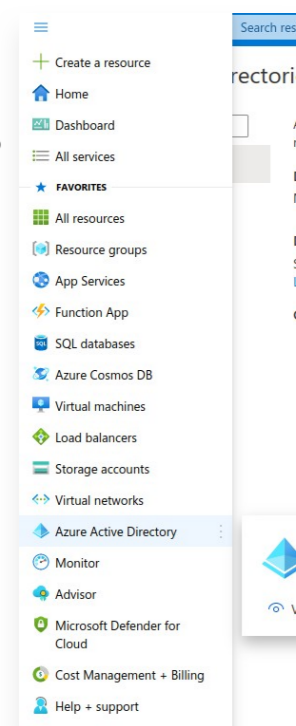 Search res
Create a resource
rectori
Home
Dashboard
All services
FAVORITES
All resources
Resource groups
App Services
Function App
SQL databases
Azure Cosmos DB
Virtual machines
Load balancers
Storage accounts
Virtual networks
Azure Active Directory
Monitor
Advisor
Microsoft Defender for
Cloud
Cost Management + Billing
Help + support